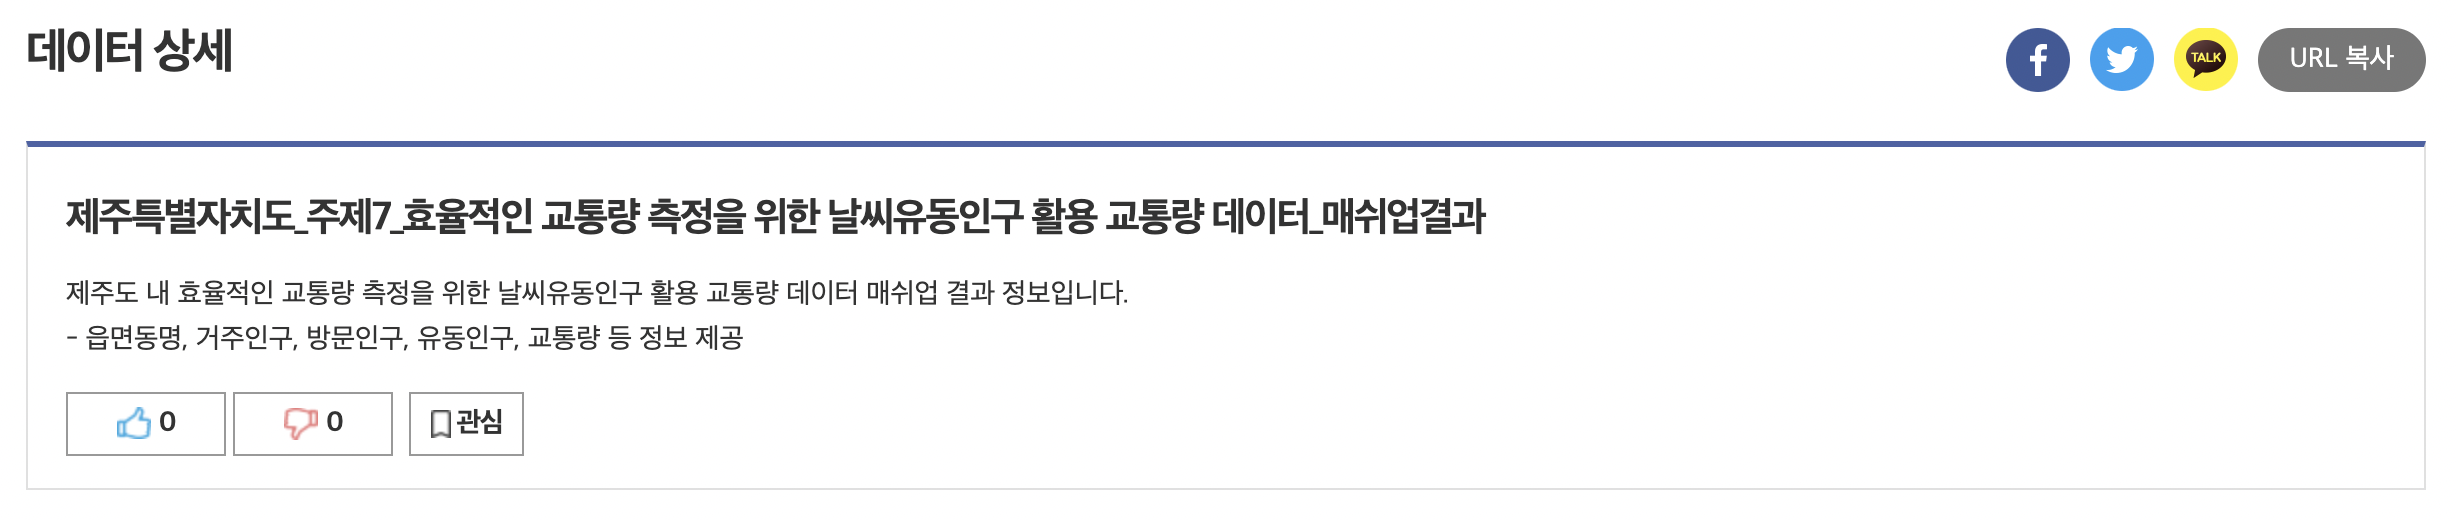 데이터 상세
TALK
URL 복사
제주특별자치도_주제7_효율적인 교통량 측정을 위한 날씨유동인구 활용 교통량 데이터_매쉬업결과
제주도 내 효율적인 교통량 측정을 위한 날씨유동인구 활용 교통량 데이터 매쉬업 결과 정보입니다.
- 읍면동명, 거주인구, 방문인구, 유동인구, 교통량 등 정보 제공
0 0 관심